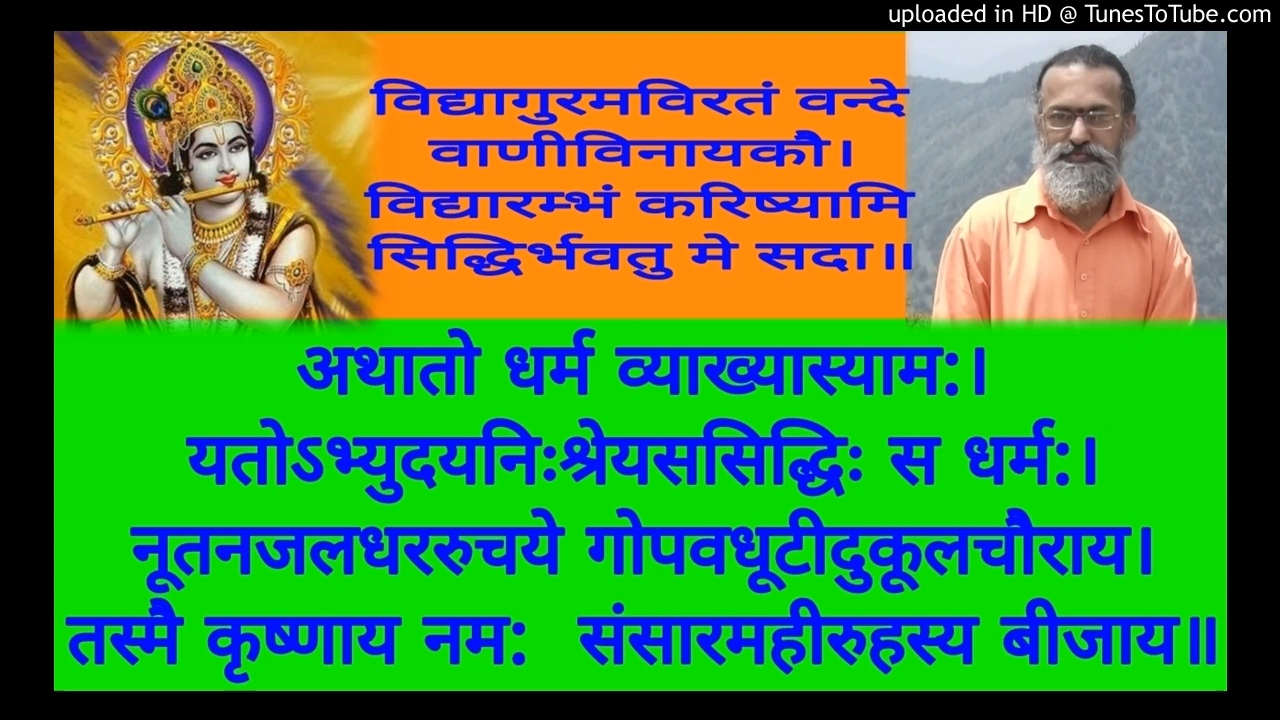 uploaded in HD @ TunesToTube.com
विद्यागुरमविरतं वन्दे
वाणीविनायकौ।
विद्यारम्भं करिष्यामि
सिद्धिर्भवतु मे सदा॥
अथातो धर्म व्याख्यास्याम:।
यतोऽभ्युदयनिःश्रेयससिद्धिः स धर्म:।
नूतनजलधररुचये गोपवधूटीदुकूलचौराय।
तस्मै कृष्णाय नम: संसारमहीरुहस्य बीजाय॥